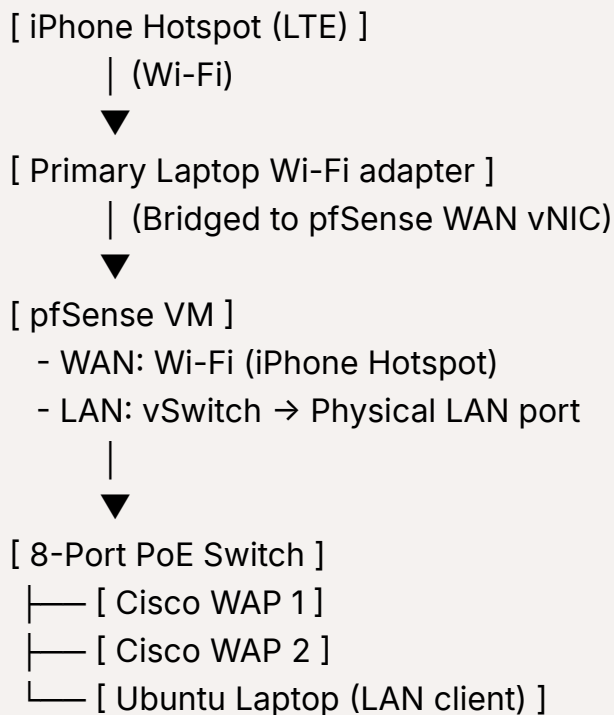 [ iPhone Hotspot (LTE) ]
│ (Wi-Fi)
▼
[ Primary Laptop Wi-Fi adapter ]
│ (Bridged to pfSense WAN vNIC)
▼
[ pfSense VM ]
- WAN: Wi-Fi (iPhone Hotspot)
- LAN: vSwitch → Physical LAN port
│
▼
[ 8-Port PoE Switch ]
├── [ Cisco WAP 1 ]
├── [ Cisco WAP 2 ]
└── [ Ubuntu Laptop (LAN client) ]